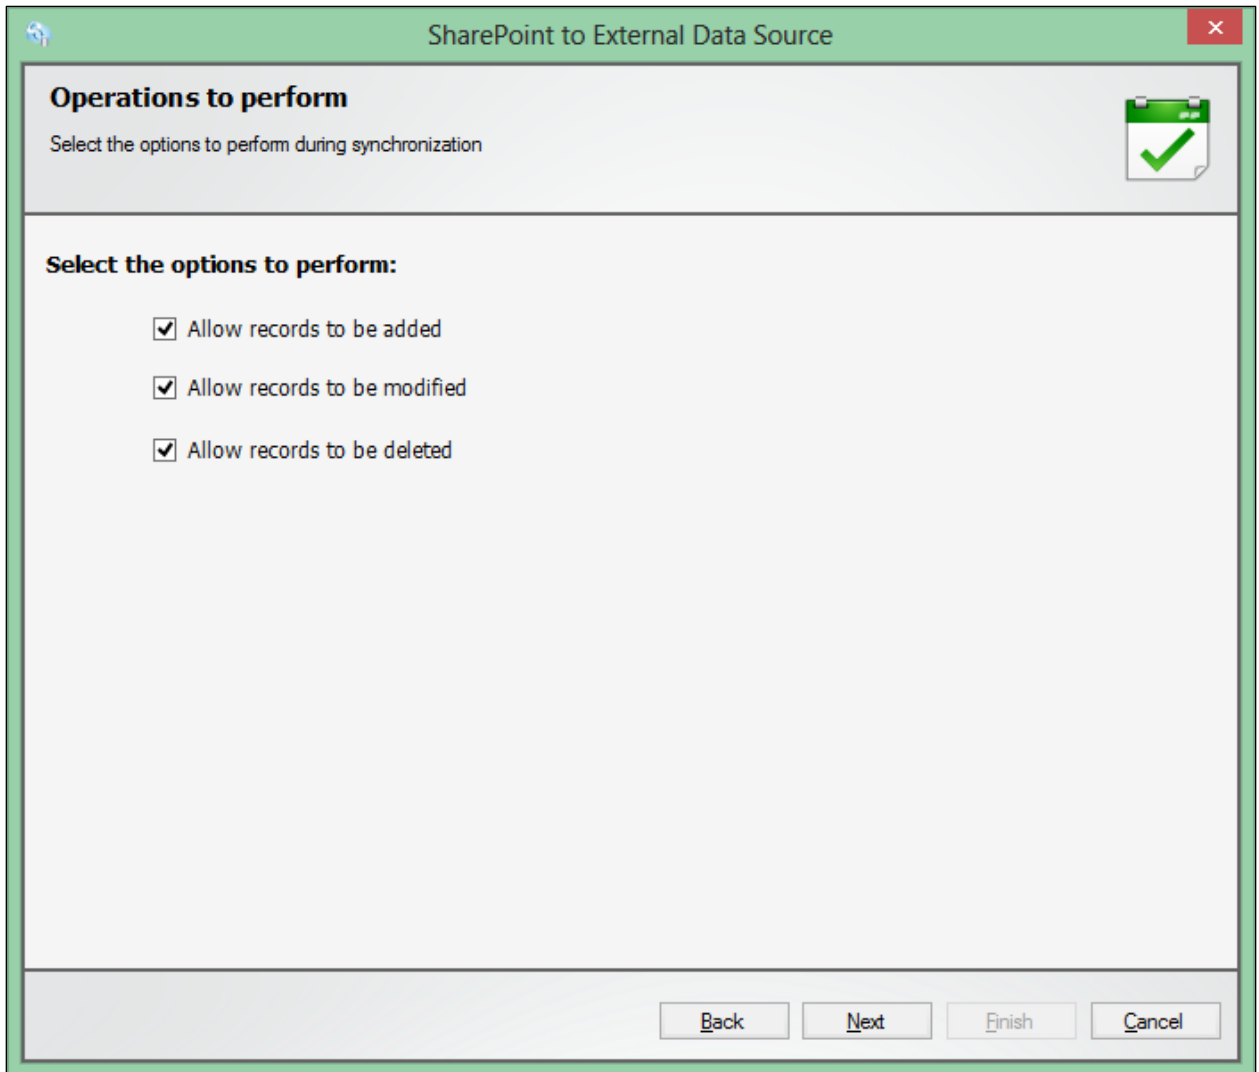 SharePoint to External Data Source
Operations to perform
Select the options to perform during synchronization
Select the options to perform:
Allow records to be added
Allow records to be modified
Allow records to be deleted
Back Next Finish Cancel